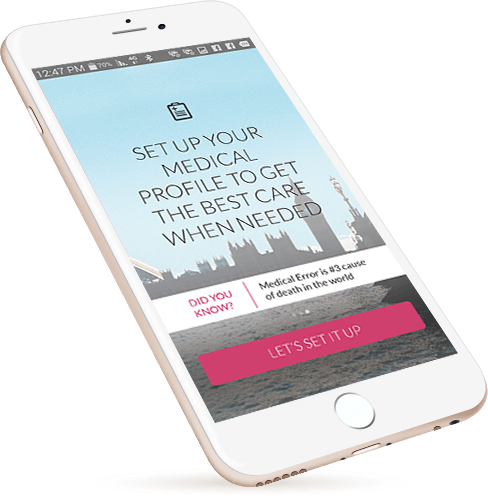 12:47 PM 70% 4G
SET UP YOUR
MEDICAL
PROFILE TO GET
THE BEST CARE
WHEN NEEDED
DID YOU
KNOW?
Medical Error is #3 cause
of death in the world
LET'S SET IT UP